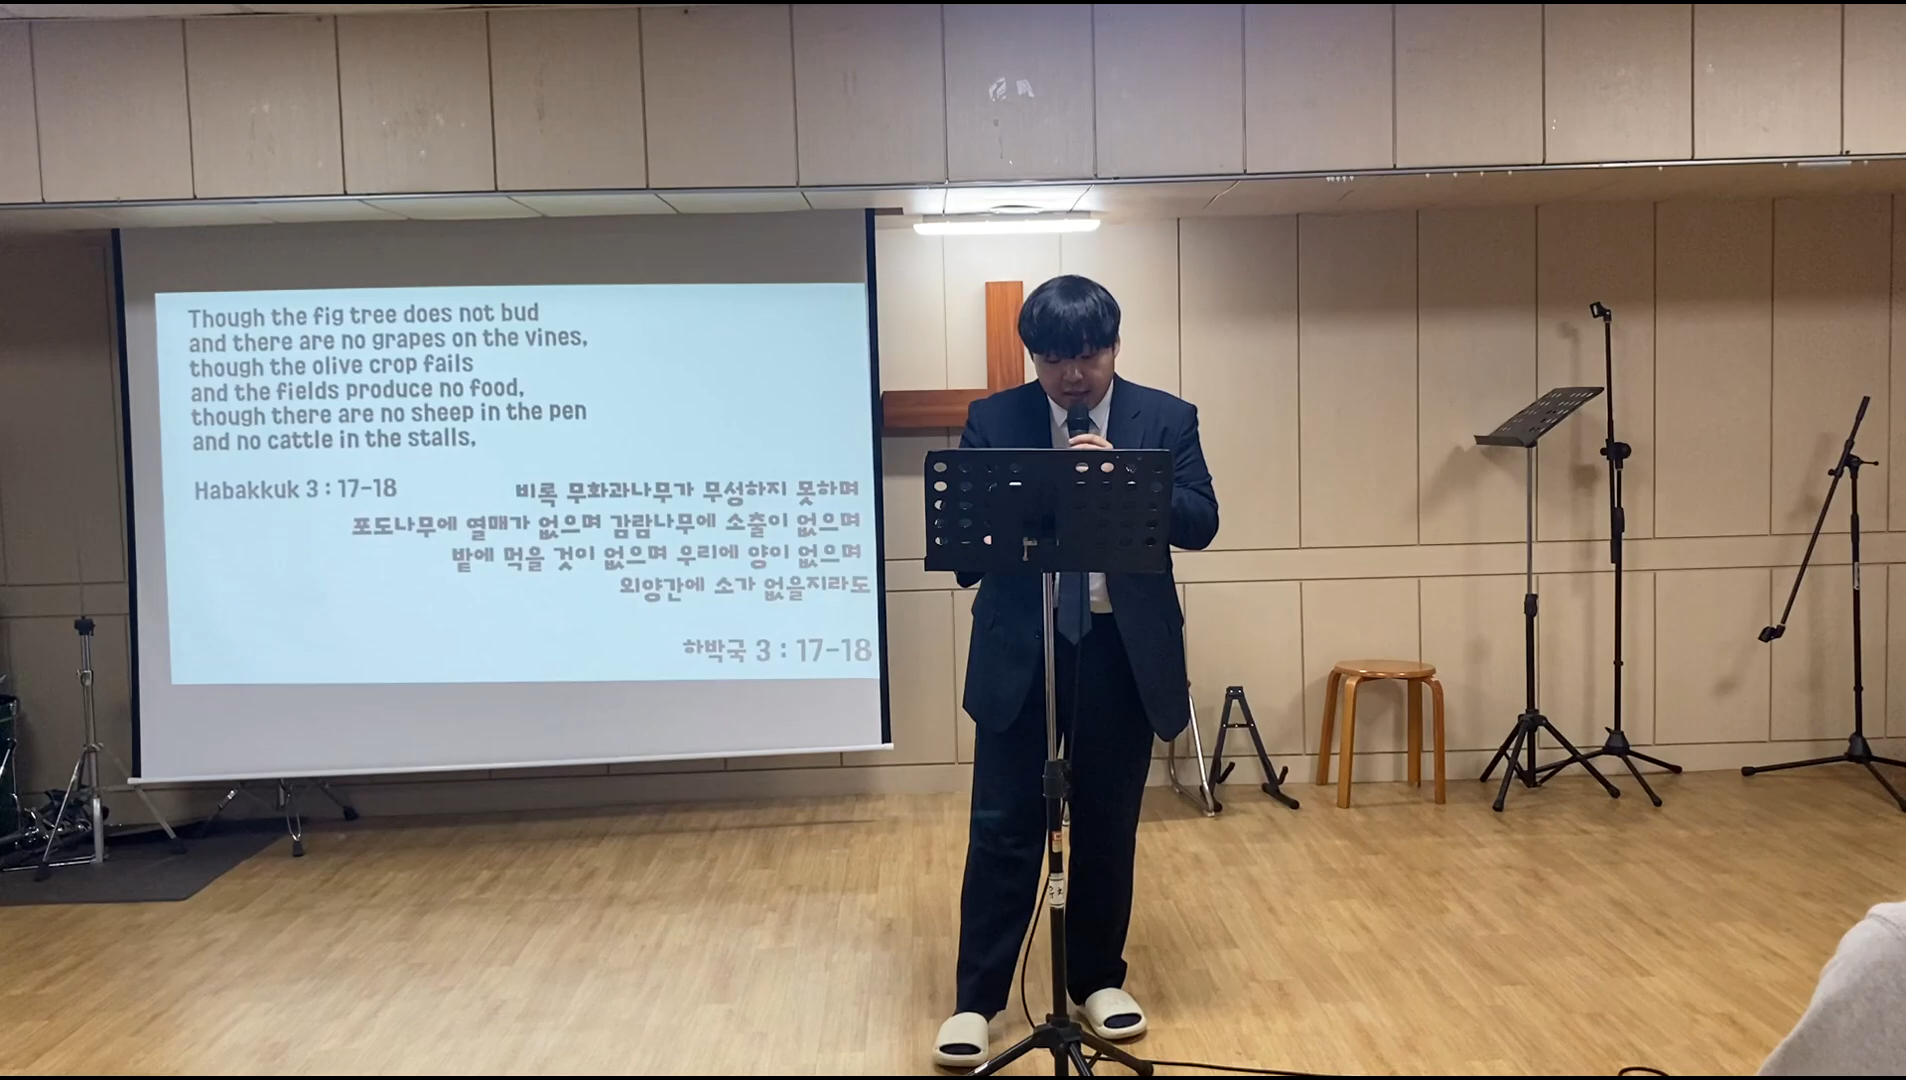 Though the fig tree does not bud
and there are no grapes on the vines,
though the olive crop fails
and the fields produce no food,
though there are no sheep in the pen
and no cattle in the stalls,
Habakkuk 3 : 17-18
비록 무화과나무가 무성하지 못하며
포도나무에 열매가 없으며 감람나무에 소출이 없으며
밭에 먹을 것이 없으며 우리에 양이 없으며
외양간에 소가 없을지라도
하박국 3 : 17-18